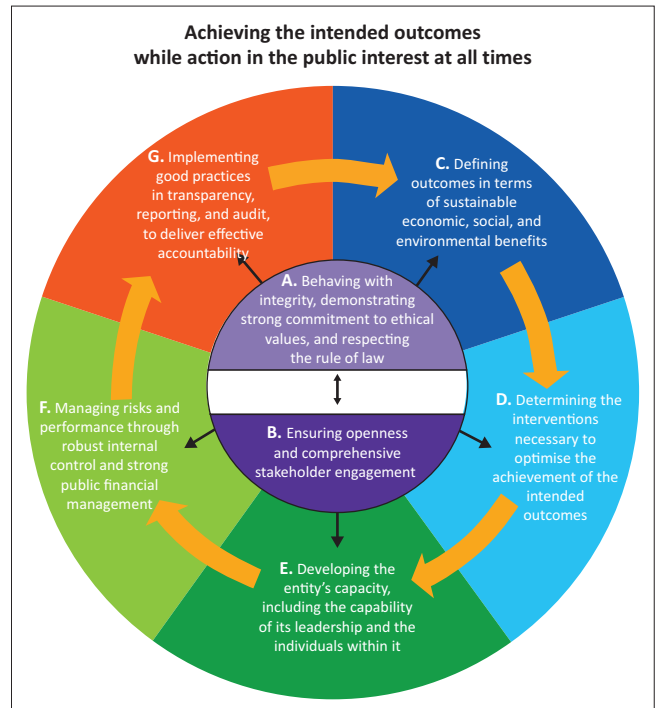 Achieving the intended outcomes
while action in the public interest at all times
G. Implementing
good practices
in transparency,
reporting, and audit,
to deliver effective
accountability
C. Defining
outcomes in terms
of sustainable
economic, social, and
environmental benefits
A. Behaving with
integrity, demonstrating
strong commitment to ethical
values, and respecting
the rule of law
B. Ensuring openness
and comprehensive
stakeholder engagement
D. Determining the
interventions
necessary to
optimise the
achievement of the
intended
outcomes
E. Developing the
entity's capacity,
including the capability
of its leadership and the
individuals within it
F. Managing risks and
performance through
robust internal
control and strong
public financial
management